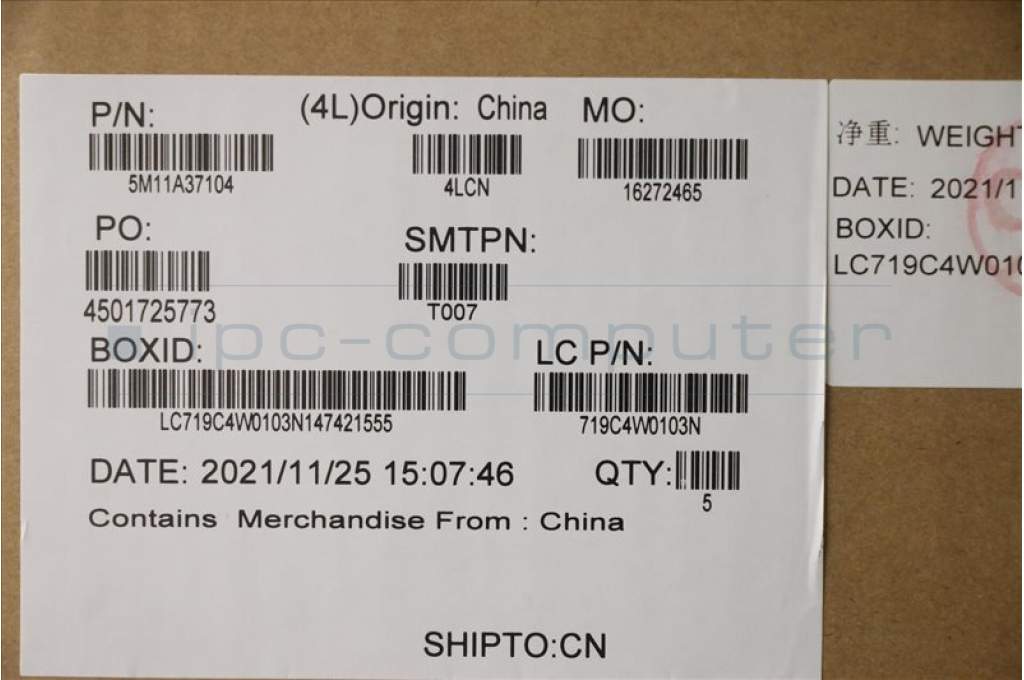 P/N: (4L)Origin: China MO:
5M11A37104 4LCN 16272465
PO: SMTPN:
4501725773 T007
ipc-computer
BOXID: LC P/N:
LC719C4W0103N147421555 719C4W0103N
DATE: 2021/11/25 15:07:46 QTY:
5
Contains Merchandise From : China
SHIPTO:CN
净重: WEIGHT
DATE: 2021/1
BOXID:
LC719C4W010